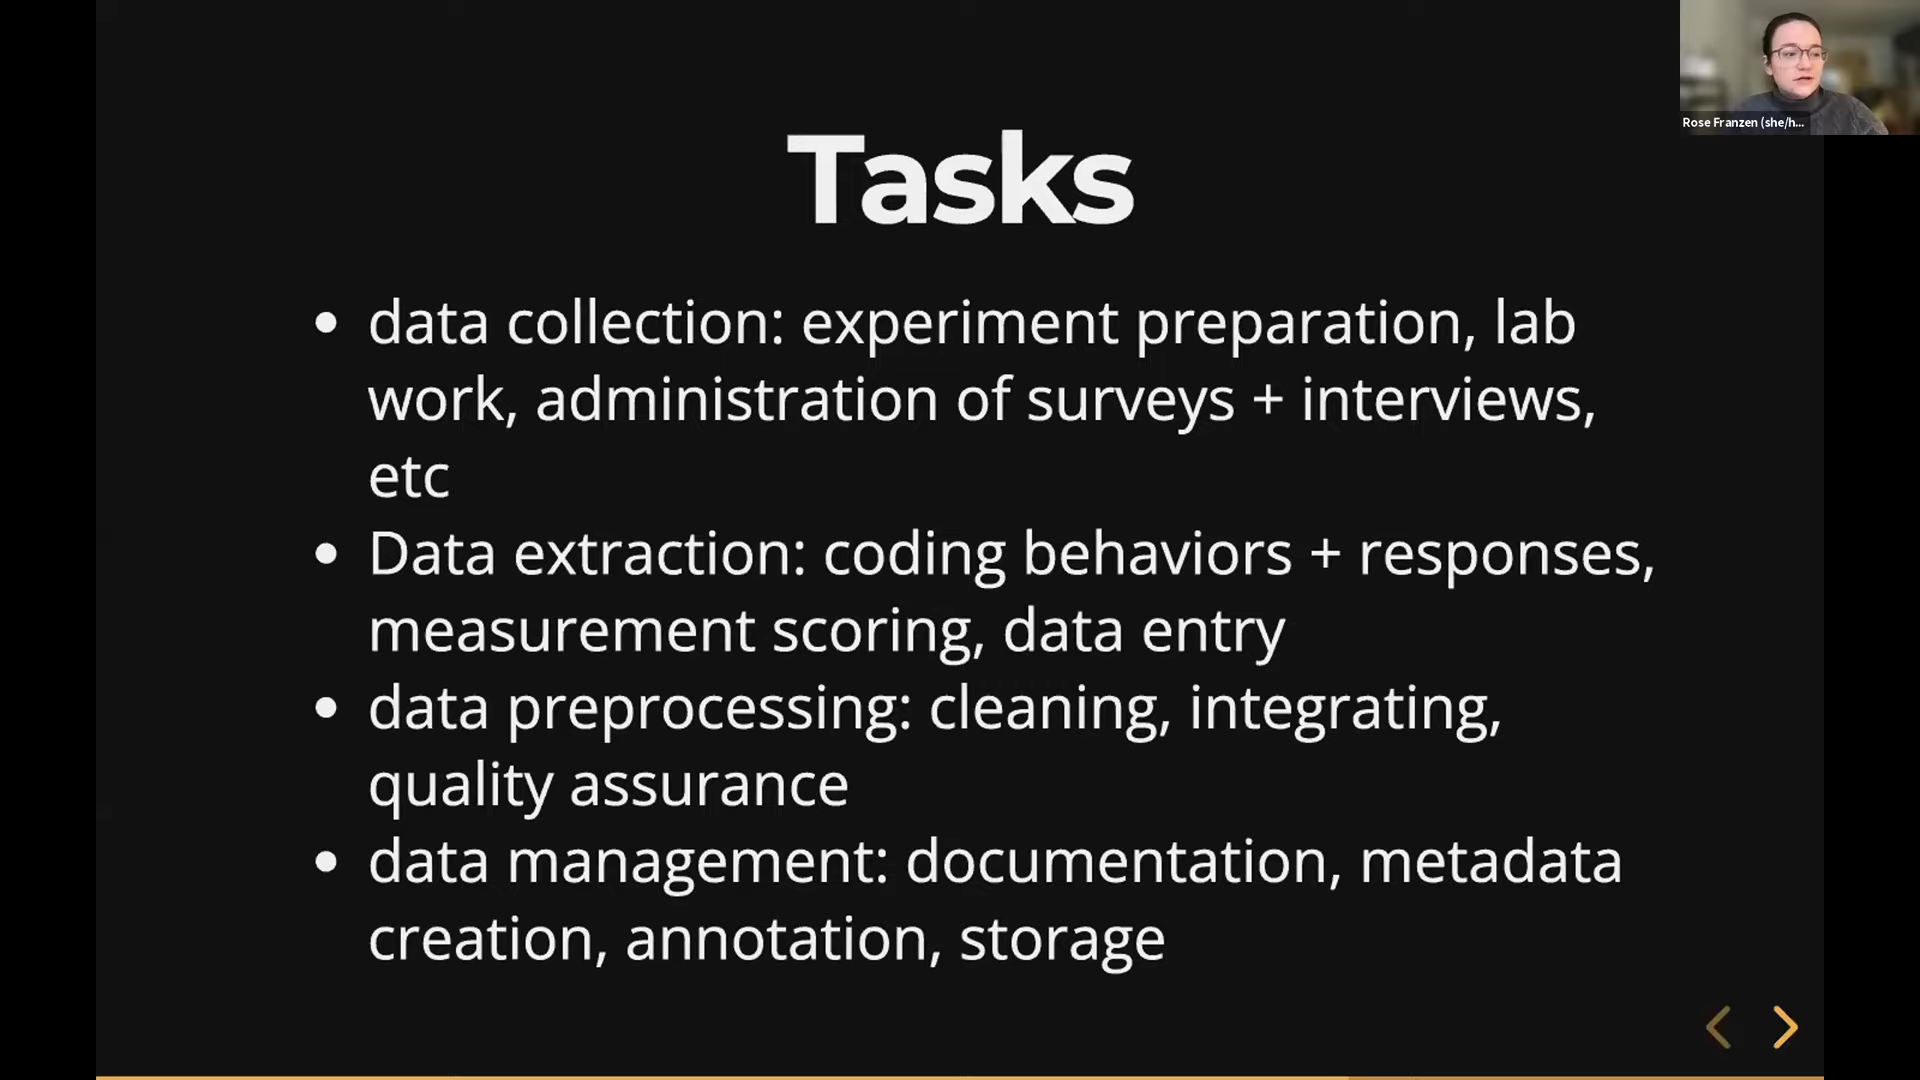 Rose Franzen (she/h...
Tasks
• data collection: experiment preparation, lab
work, administration of surveys + interviews,
etc
• Data extraction: coding behaviors + responses,
measurement scoring, data entry
• data preprocessing: cleaning, integrating,
quality assurance
• data management: documentation, metadata
creation, annotation, storage